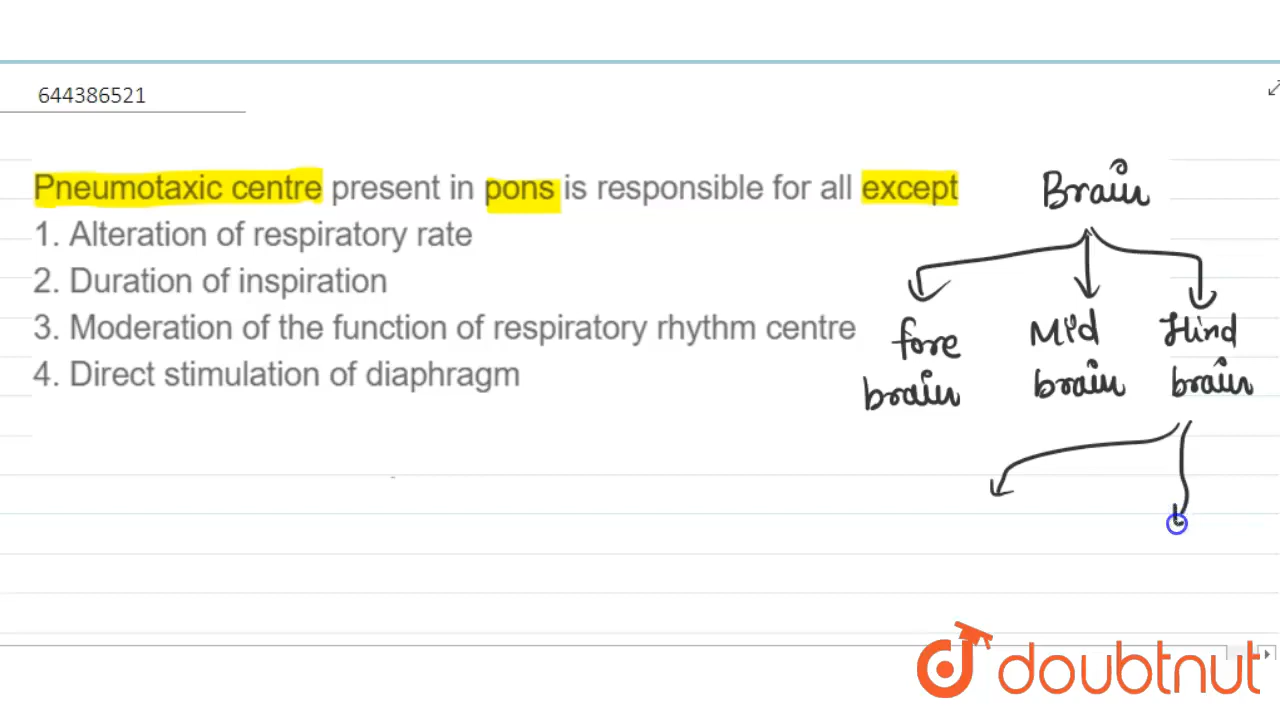 644386521
Pneumotaxic centre present in pons is responsible for all except
1. Alteration of respiratory rate
2. Duration of inspiration
3. Moderation of the function of respiratory rhythm centre
4. Direct stimulation of diaphragm
Brain
fore brain
Mid brain
Hind brain
doubtnut